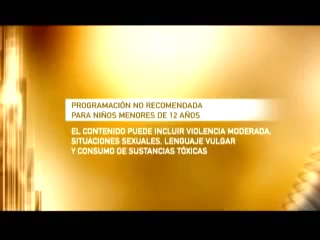 PROGRAMACIÓN NO RECOMENDADA
PARA NIÑOS MENORES DE 12 AÑOS
EL CONTENIDO PUEDE INCLUIR VIOLENCIA MODERADA,
SITUACIONES SEXUALES, LENGUAJE VULGAR
Y CONSUMO DE SUSTANCIAS TÓXICAS